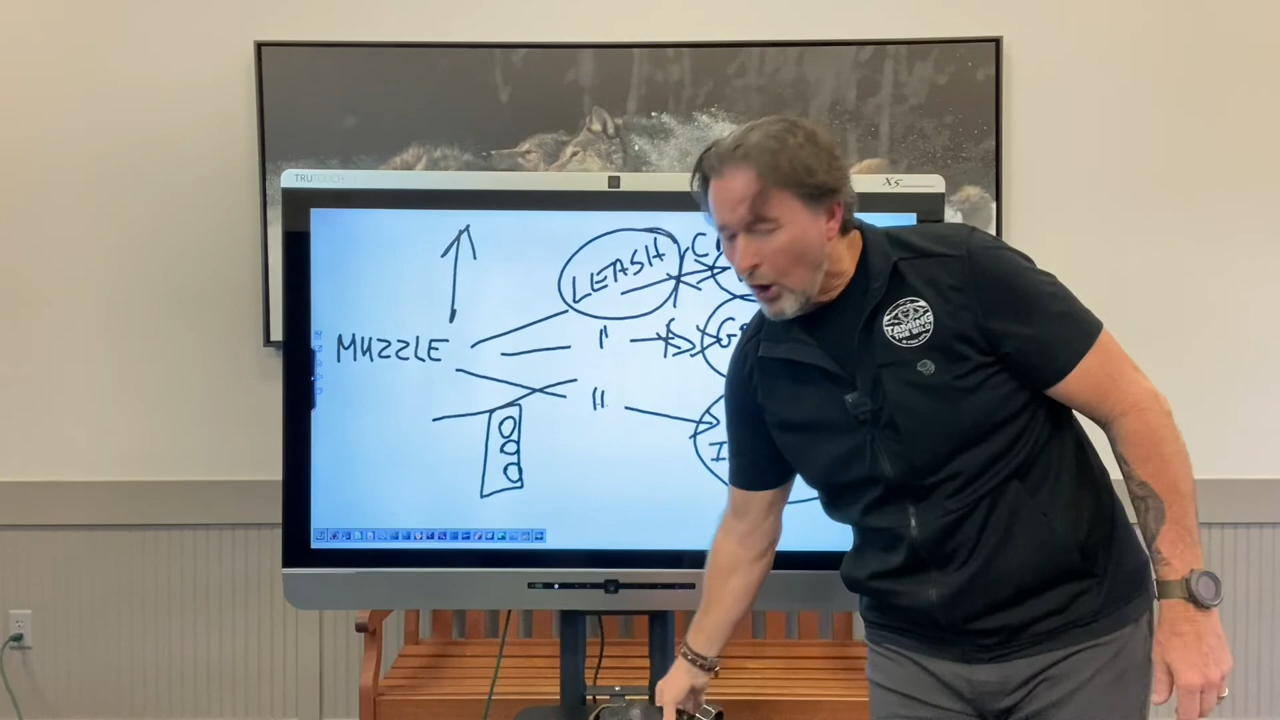 TRUTOUCH
X5
LEASH
MUZZLE
"
"
TAMING
THE WILD